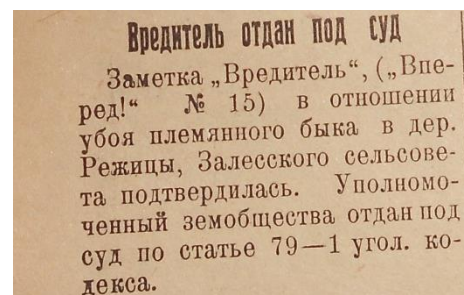 Вредитель отдан под суд
Заметка „Вредитель“, („Впе-
ред!“ № 15) в отношении
убоя племянного быка в дер.
Режицы, Залесского сельсове-
та подтвердилась. Уполномо-
ченный земобщества отдан под
суд по статье 79—1 угол. ко-
декса.